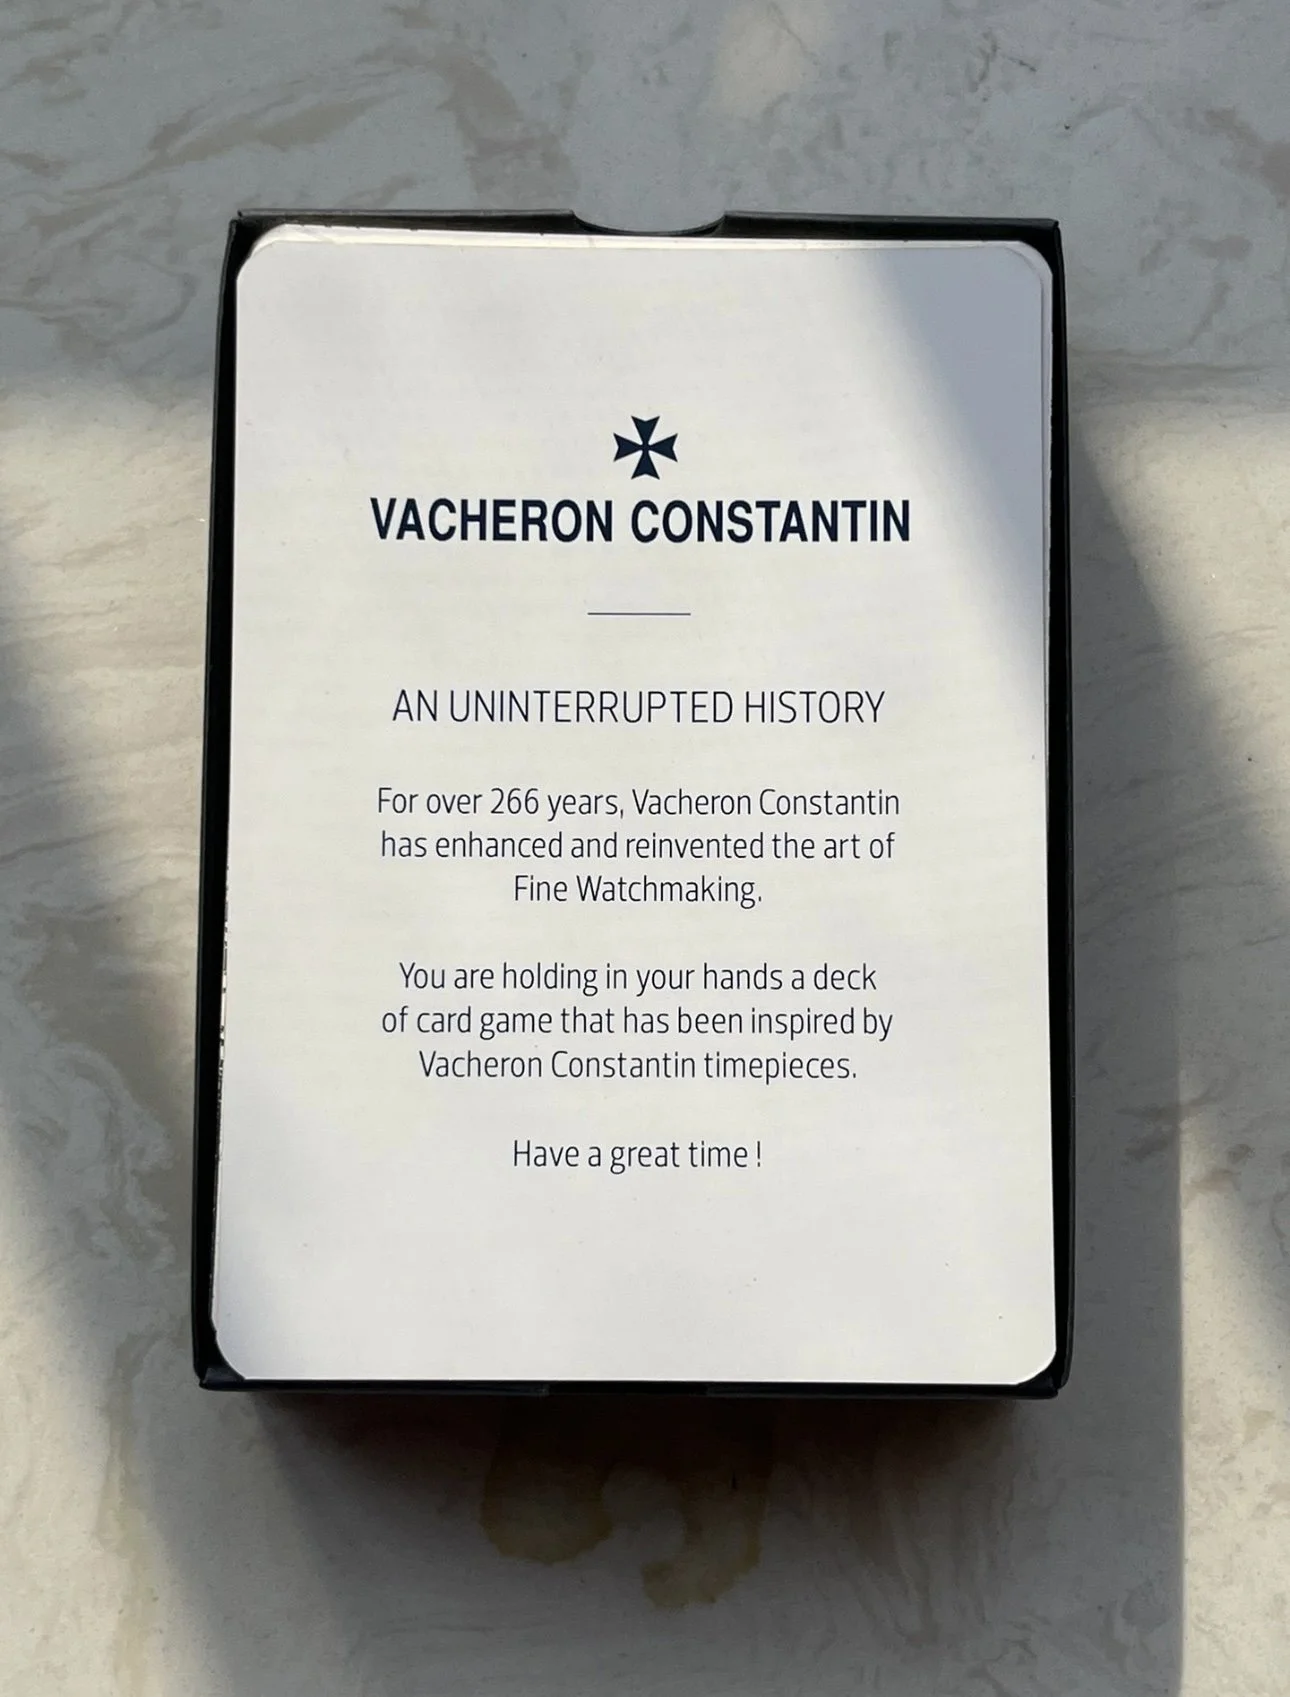 VACHERON CONSTANTIN
AN UNINTERRUPTED HISTORY
For over 266 years, Vacheron Constantin
has enhanced and reinvented the art of
Fine Watchmaking.
You are holding in your hands a deck
of card game that has been inspired by
Vacheron Constantin timepieces.
Have a great time !